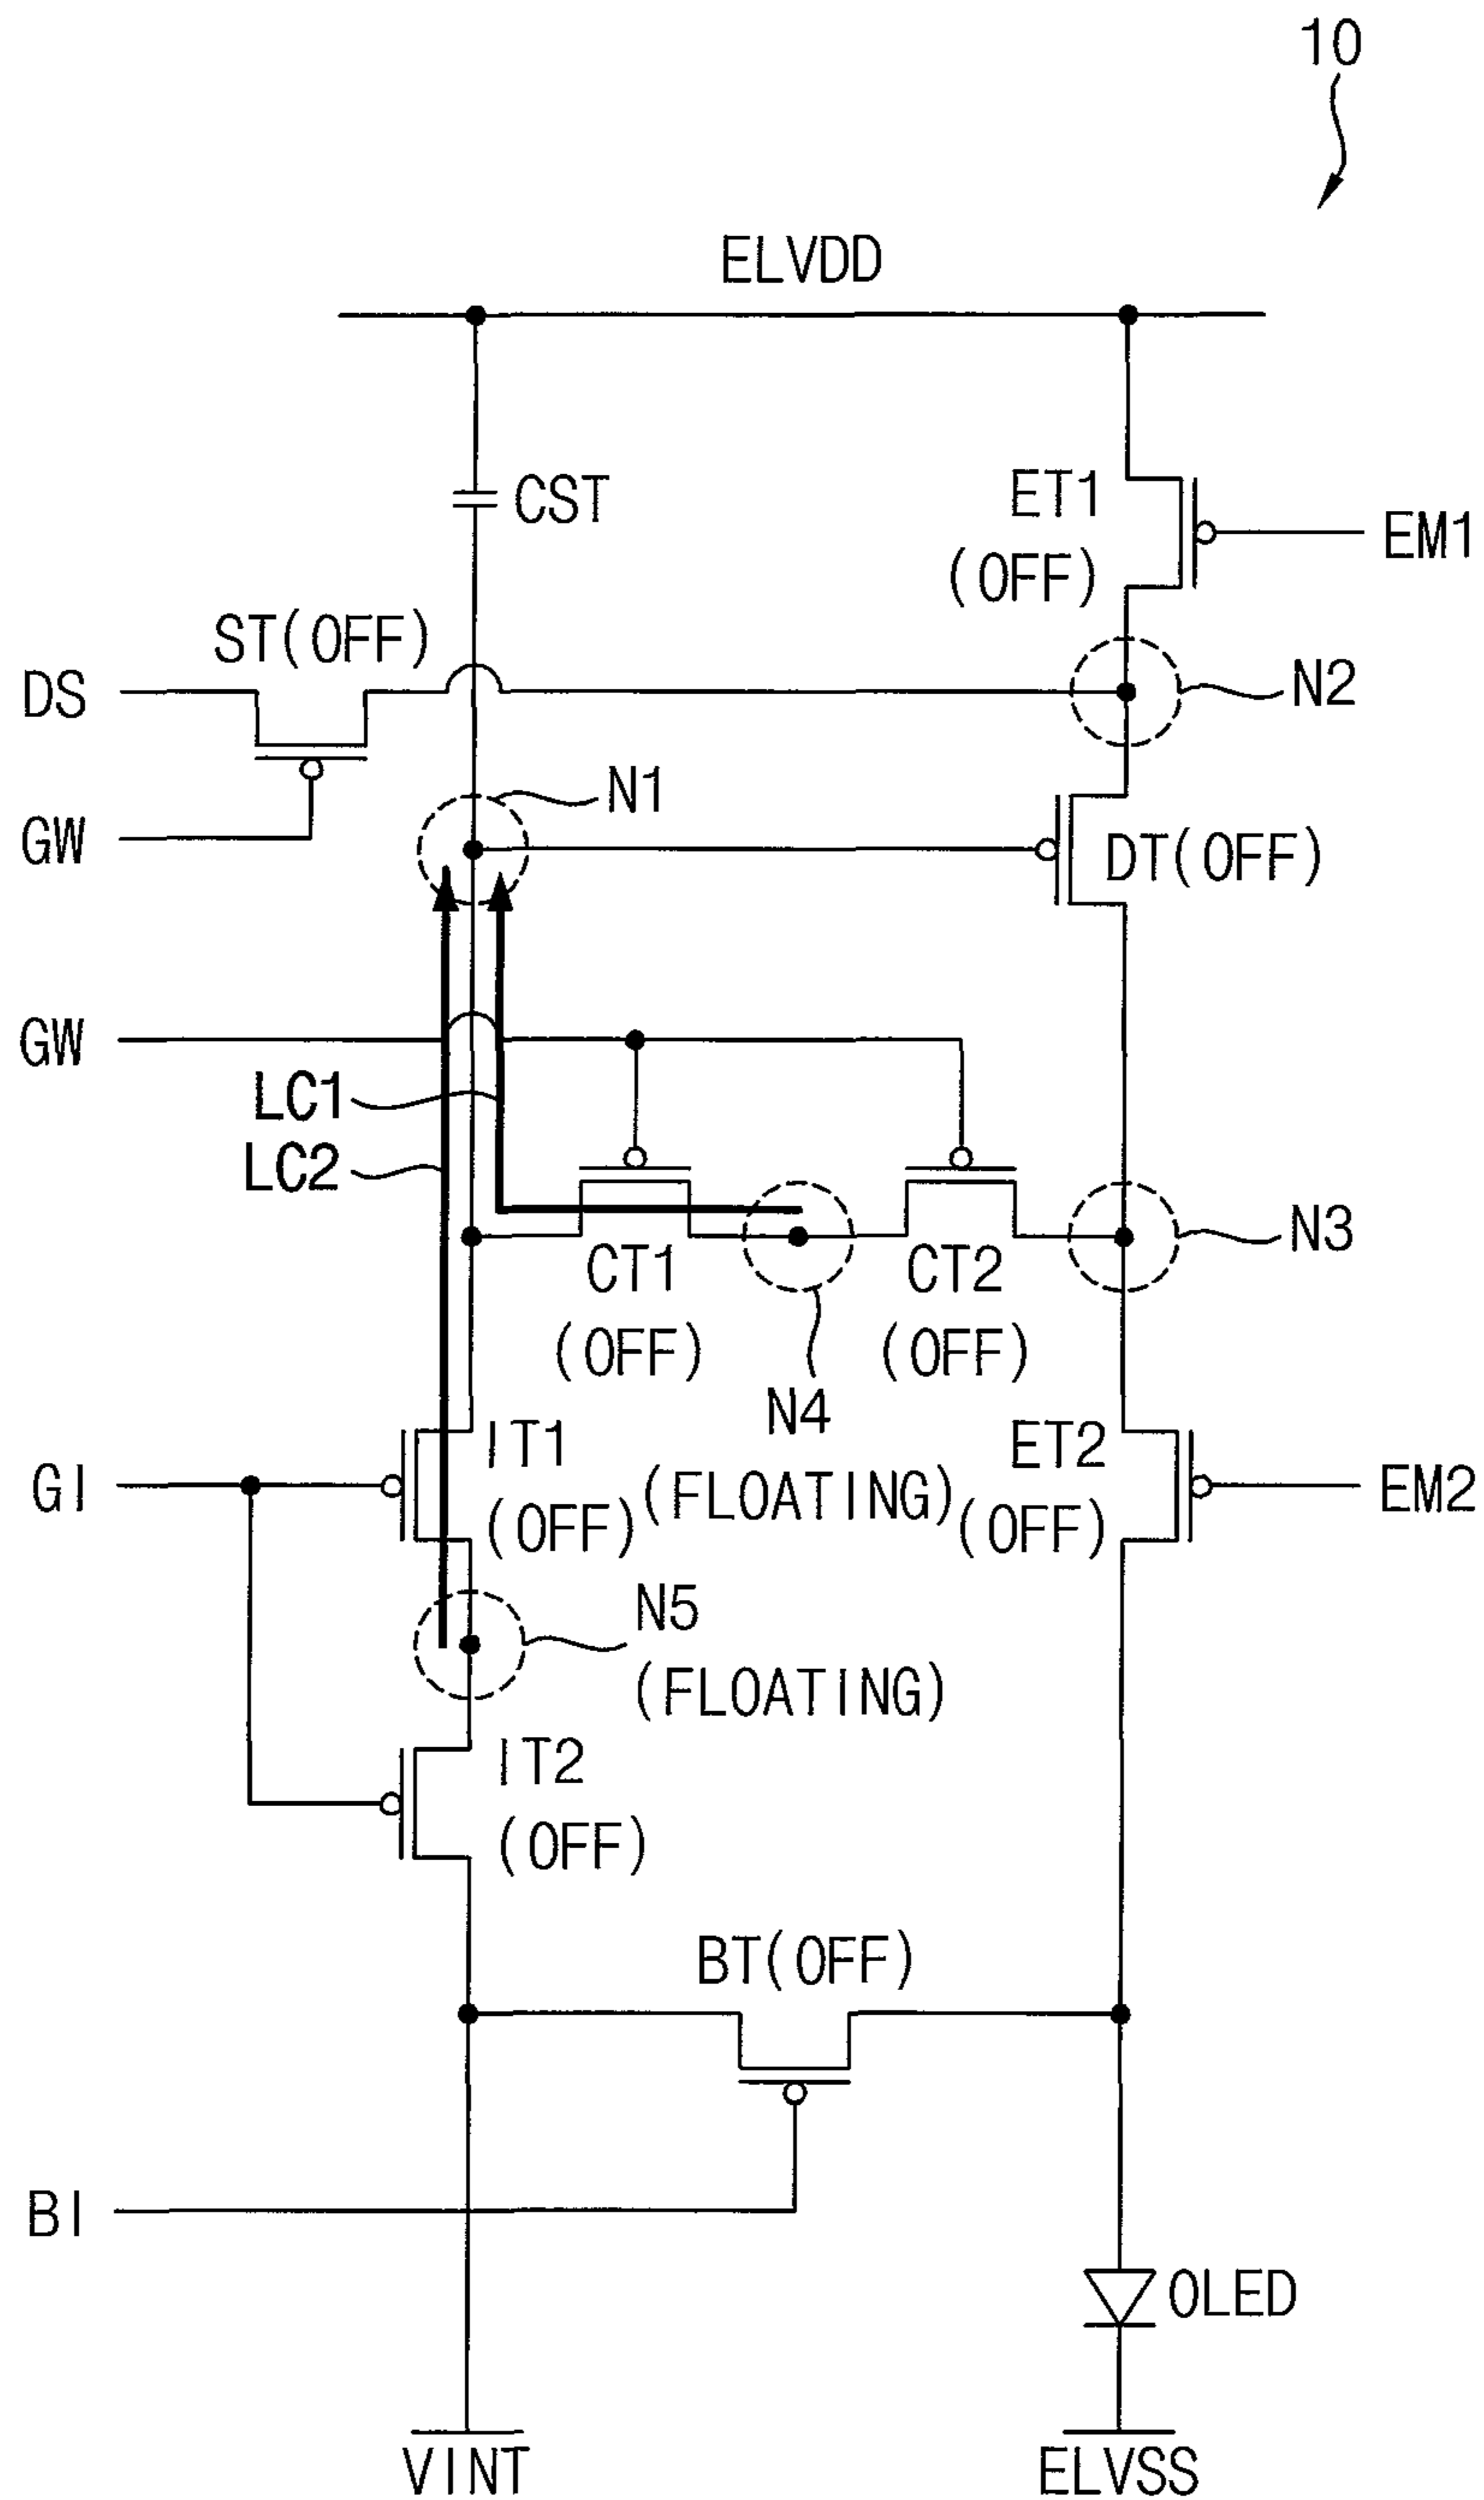 10
ELVDD
CST
ET1
(OFF)
EM1
ST(OFF)
DS
N2
N1
GW
DT(OFF)
GW
LC1
LC2
N3
CT1
(OFF)
CT2
(OFF)
N4
(FLOATING)
IT1
(OFF)
ET2
(OFF)
GI
EM2
N5
(FLOATING)
IT2
(OFF)
BT(OFF)
BI
OLED
VINT
ELVSS